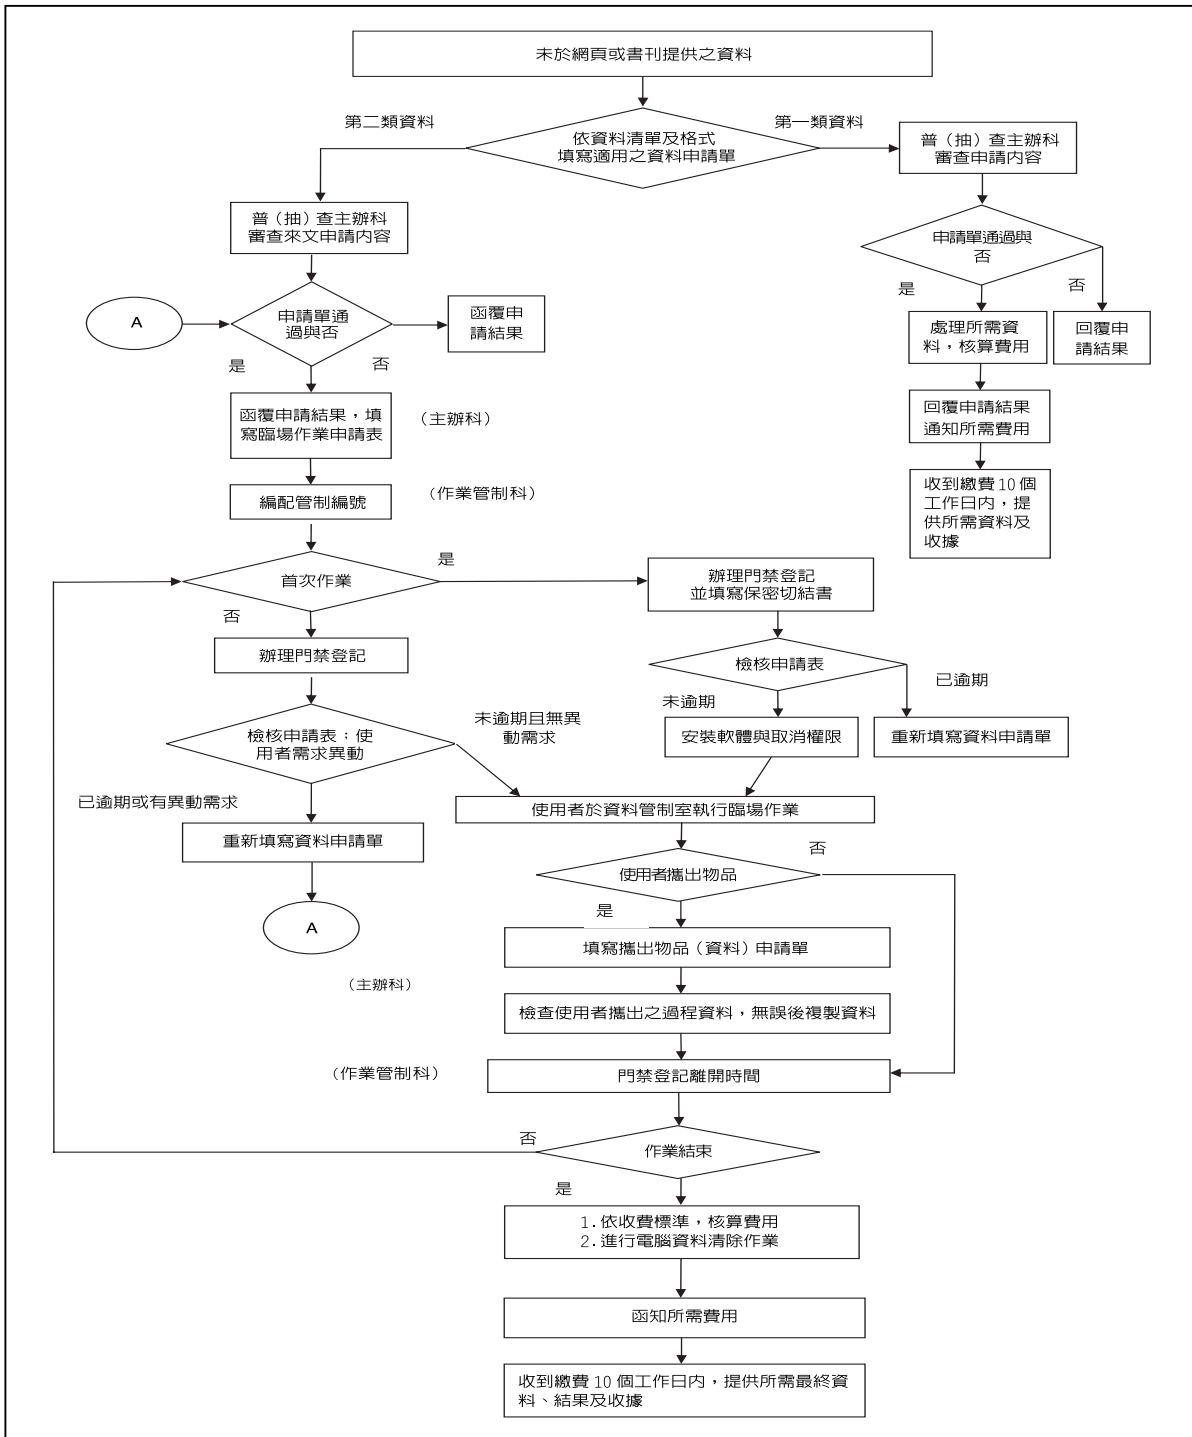 未於網頁或書刊提供之資料
第二類資料
第一類資料
依資料清單及格式
填寫適用之資料申請單
普（抽）查主辦科
審查申請內容
普（抽）查主辦科
審查來文申請內容
申請單通過與
否
是
否
A
申請單通
過與否
函覆申
請結果
處理所需資
料，核算費用
回覆申
請結果
是
否
函覆申請結果，填
寫臨場作業申請表
（主辦科）
回覆申請結果
通知所需費用
編配管制編號
（作業管制科）
收到繳費 10 個
工作日內，提
供所需資料及
收據
首次作業
是
辦理門禁登記
並填寫保密切結書
否
辦理門禁登記
檢核申請表
已逾期
未逾期
檢核申請表；使
用者需求異動
未逾期且無異
動需求
安裝軟體與取消權限
重新填寫資料申請單
已逾期或有異動需求
使用者於資料管制室執行臨場作業
重新填寫資料申請單
否
使用者攜出物品
是
A
填寫攜出物品（資料）申請單
（主辦科）
檢查使用者攜出之過程資料，無誤後複製資料
（作業管制科）
門禁登記離開時間
否
作業結束
是
1. 依收費標準，核算費用
2. 進行電腦資料清除作業
函知所需費用
收到繳費 10 個工作日內，提供所需最終資
料、結果及收據